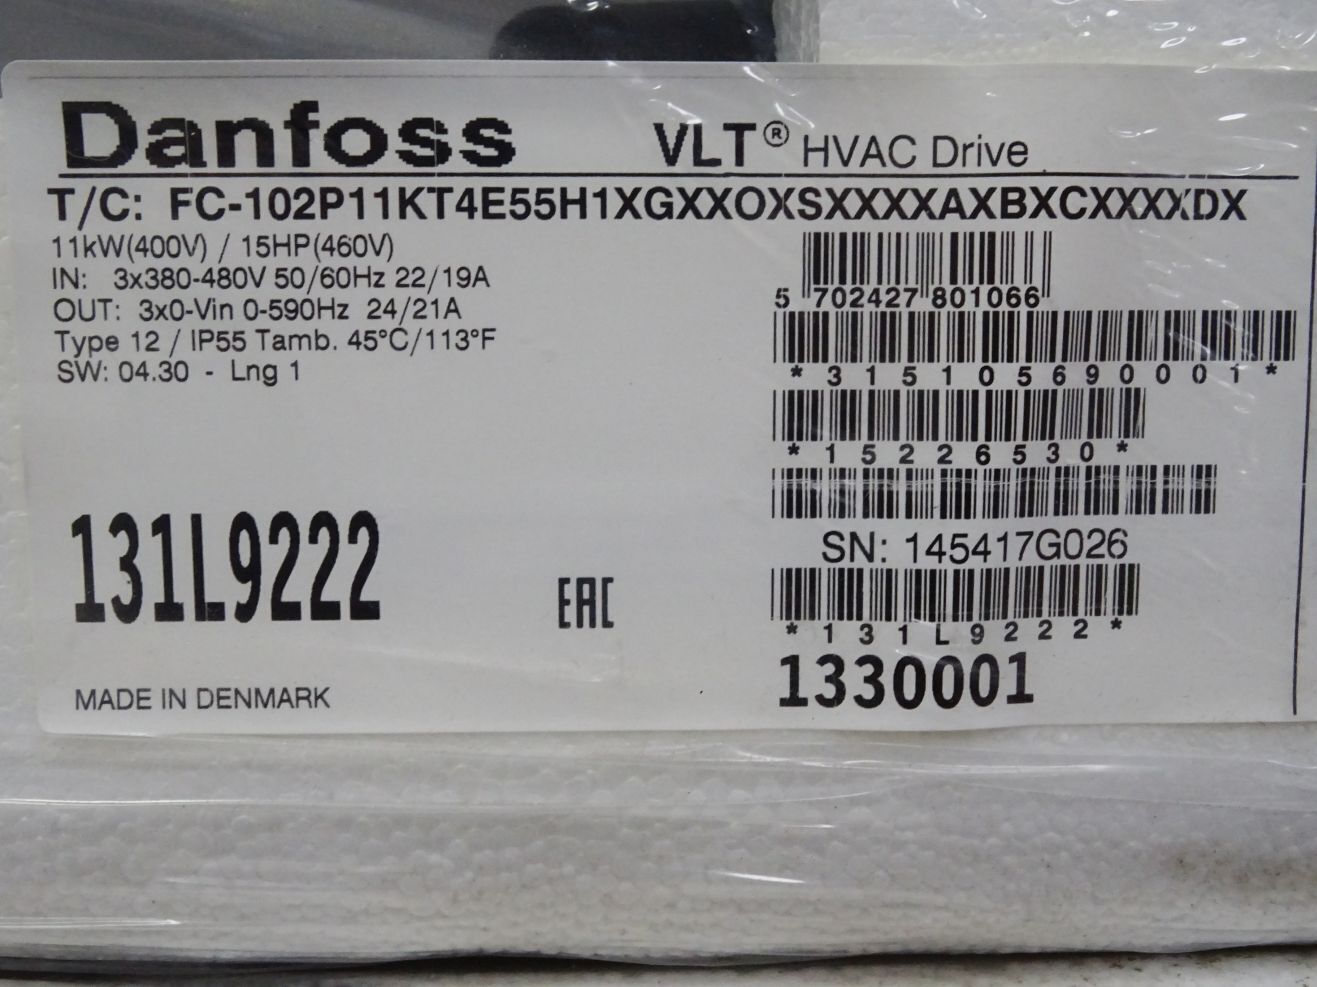 Danfoss VLT® HVAC Drive
T/C: FC-102P11KT4E55H1XGXXOXSXXXXAXBXCXXXXDX
11kW(400V) / 15HP(460V)
IN: 3x380-480V 50/60Hz 22/19A
OUT: 3x0-Vin 0-590Hz 24/21A
Type 12 / IP55 Tamb. 45°C/113°F
SW: 04.30 - Lng 1
5 702427 801066
*315105690001*
*15226530*
SN: 145417G026
*131L9222*
1330001
131L9222
EAC
MADE IN DENMARK